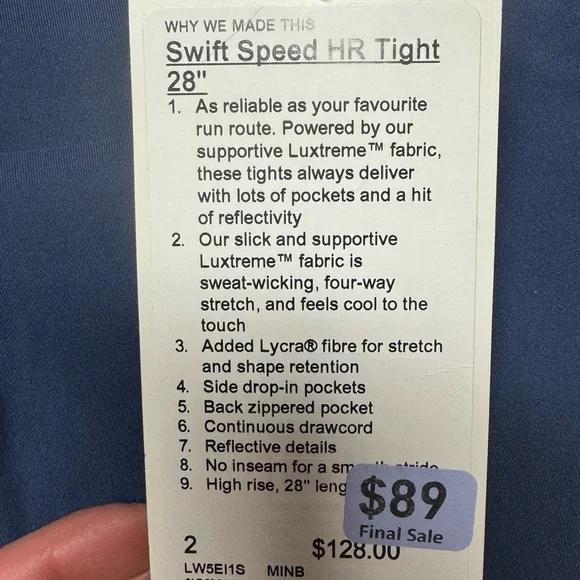 WHY WE MADE THIS
Swift Speed HR Tight
28"
1. As reliable as your favourite
run route. Powered by our
supportive Luxtreme™ fabric,
these tights always deliver
with lots of pockets and a hit
of reflectivity
2. Our slick and supportive
Luxtreme™ fabric is
sweat-wicking, four-way
stretch, and feels cool to the
touch
3. Added Lycra® fibre for stretch
and shape retention
4. Side drop-in pockets
5. Back zippered pocket
6. Continuous drawcord
7. Reflective details
8. No inseam for a
9. High rise, 28"
$89
Final Sale
2 $128.00
LW5EI1S MINB